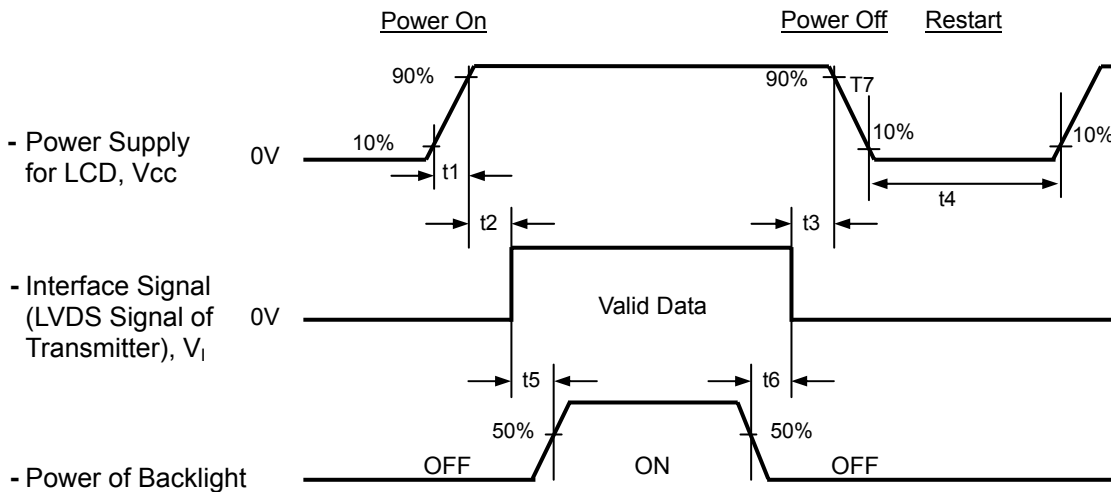 Power On
Power Off
Restart
90%
90%
T7
- Power Supply
for LCD, Vcc
0V
10%
10%
10%
t1
t4
t2
t3
- Interface Signal
(LVDS Signal of
Transmitter), VI
0V
Valid Data
t5
t6
50%
50%
- Power of Backlight
OFF
ON
OFF